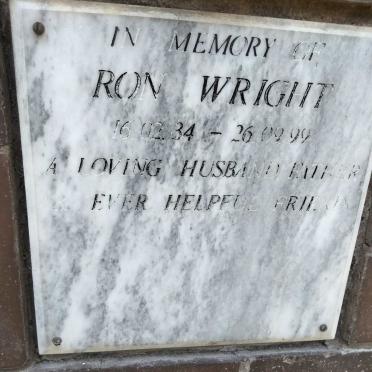 IN MEMORY OF
RON WRIGHT
16.02.34 - 26.09.99
A LOVING HUSBAND FATHER
EVER HELPFUL FRIEND